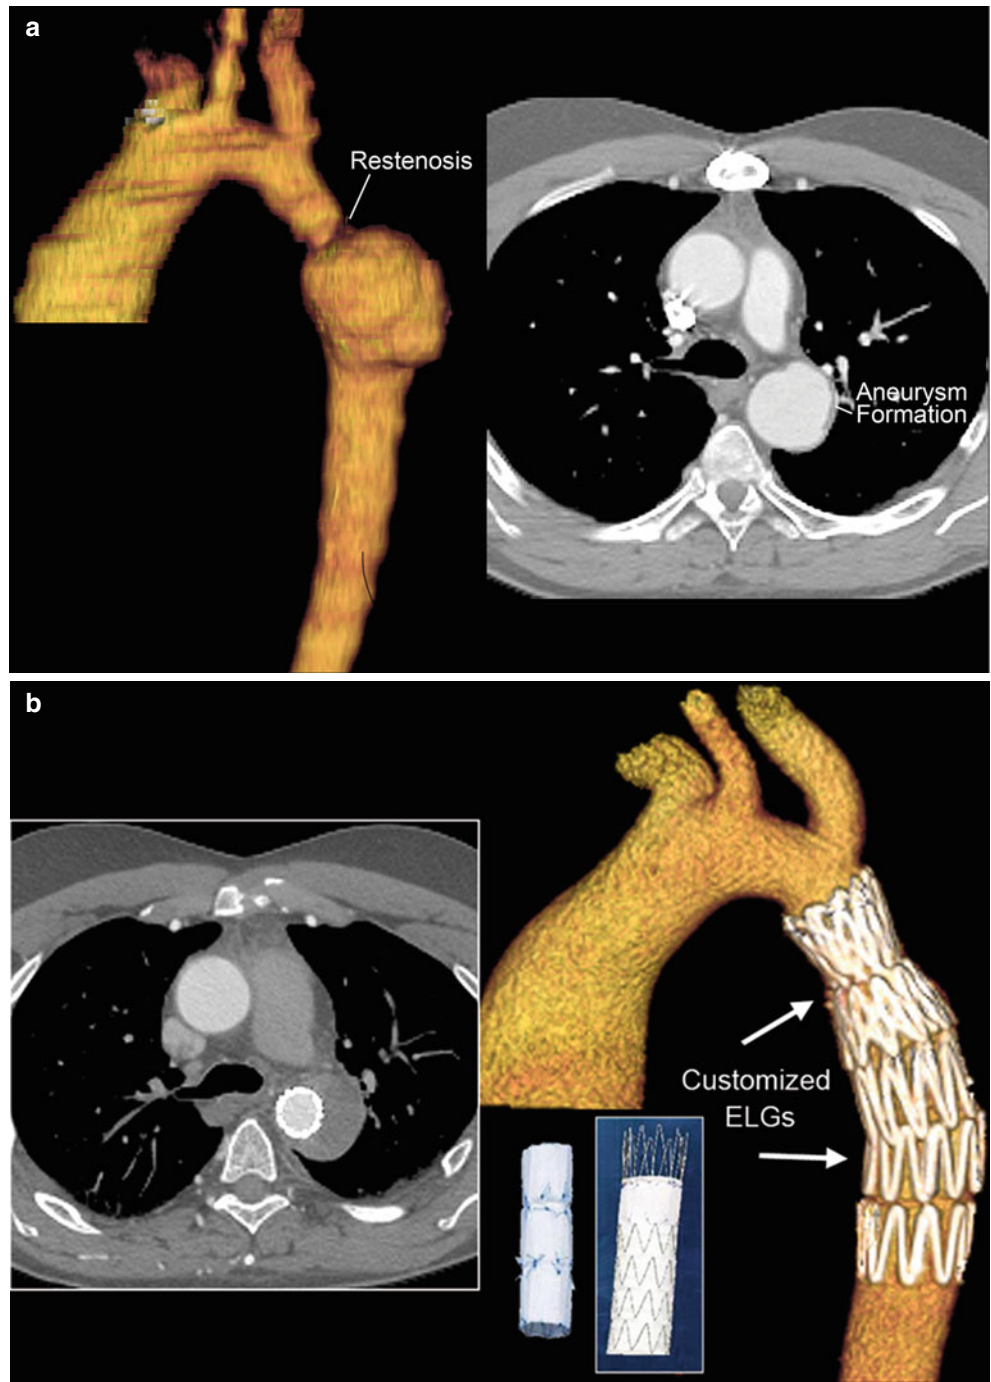 a
Restenosis
Aneurysm
Formation
b
Customized
ELGs